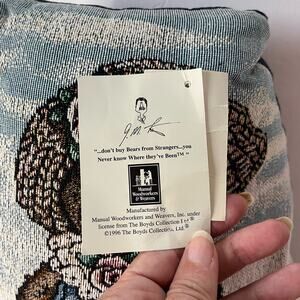 "...don't buy Bears from Strangers...you
Never know Where they've Been™"
Manual
Woodworkers
& Weavers
Manufactured by
Manual Woodworkers and Weavers, Inc. under
license from The Boyds Collection Ltd®
©1996 The Boyds Collection, Ltd.®